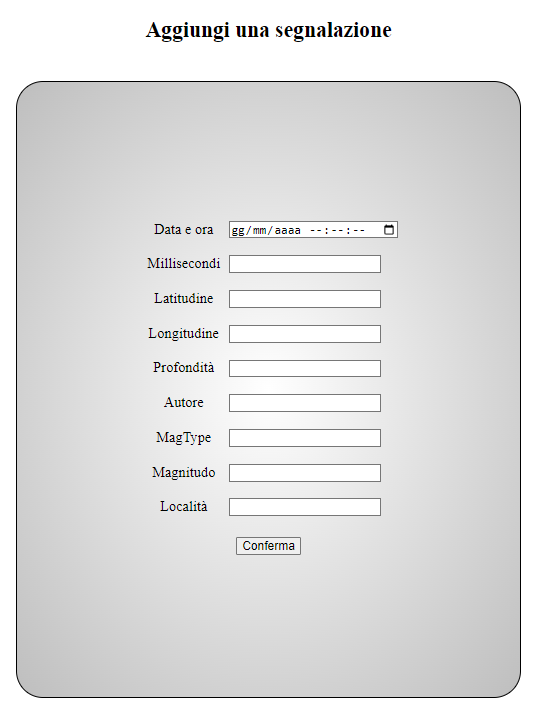 Aggiungi una segnalazione
Data e ora gg/mm/aaaa --:--:--
Millisecondi
Latitudine
Longitudine
Profondità
Autore
MagType
Magnitudo
Località
Conferma